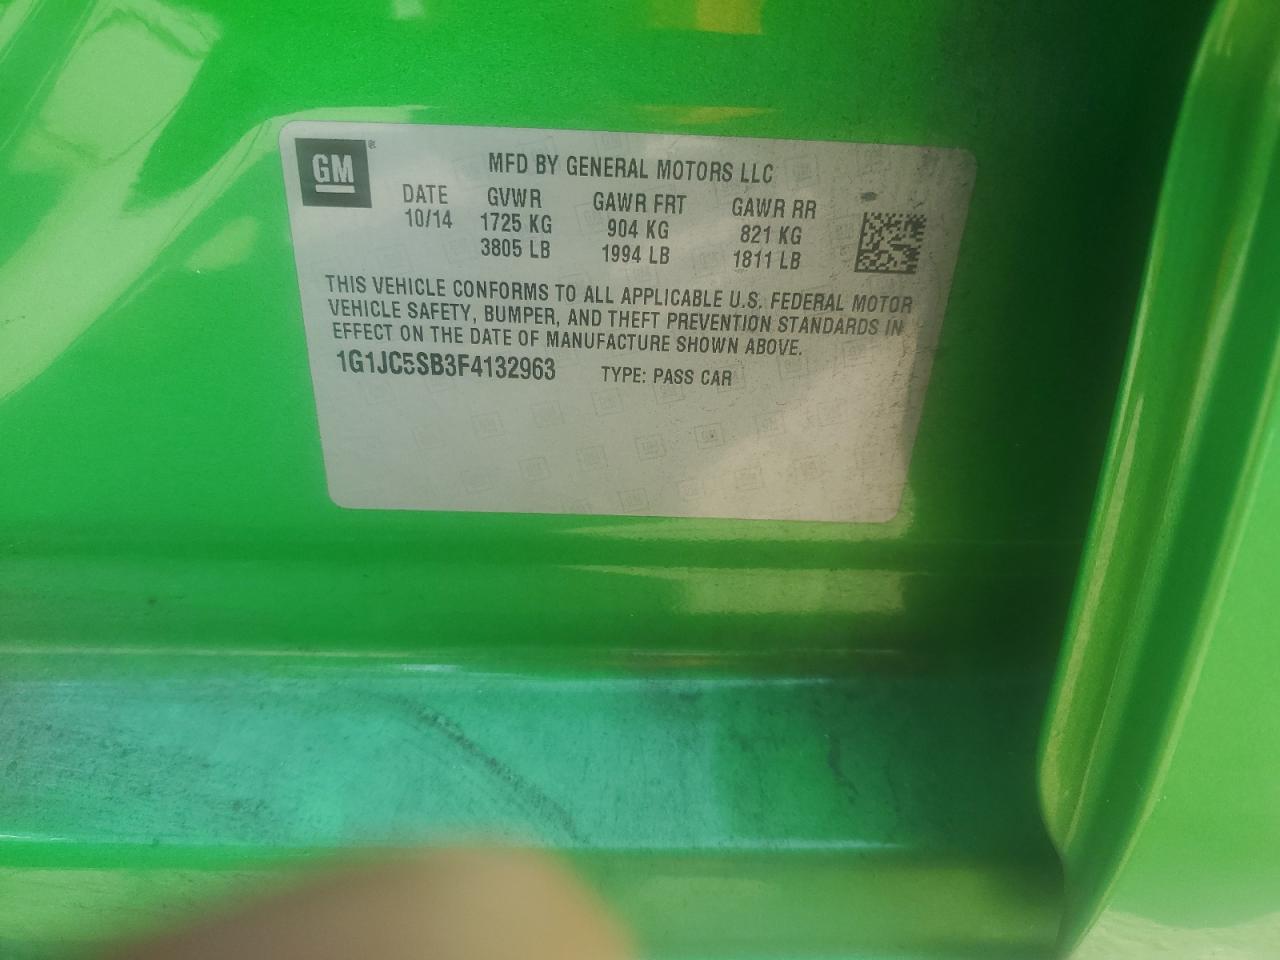 GM®
MFD BY GENERAL MOTORS LLC
DATE GVWR GAWR FRT GAWR RR
10/14 1725 KG 904 KG 821 KG
3805 LB 1994 LB 1811 LB
THIS VEHICLE CONFORMS TO ALL APPLICABLE U.S. FEDERAL MOTOR
VEHICLE SAFETY, BUMPER, AND THEFT PREVENTION STANDARDS IN
EFFECT ON THE DATE OF MANUFACTURE SHOWN ABOVE.
1G1JC5SB3F4132963 TYPE: PASS CAR